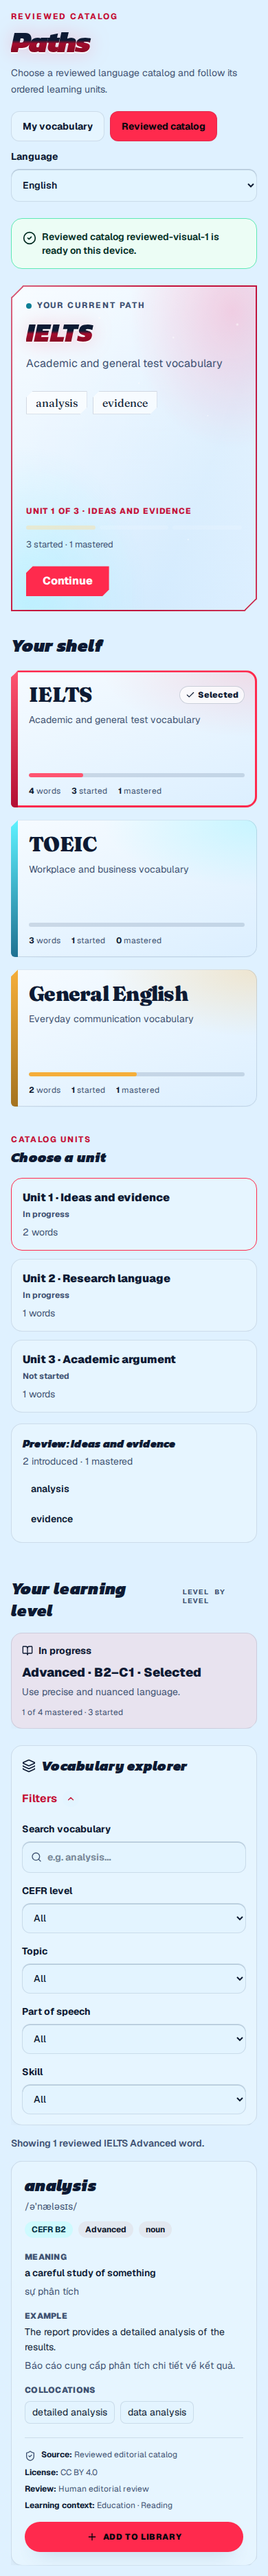 REVIEWED CATALOG
Paths
Choose a reviewed language catalog and follow its
ordered learning units.
My vocabulary
Reviewed catalog
Language
English
Reviewed catalog reviewed-visual-1 is
ready on this device.
YOUR CURRENT PATH
IELTS
Academic and general test vocabulary
analysis
evidence
UNIT 1 OF 3 · IDEAS AND EVIDENCE
3 started · 1 mastered
Continue
Your shelf
IELTS
Selected
Academic and general test vocabulary
4 words 3 started 1 mastered
TOEIC
Workplace and business vocabulary
3 words 1 started 0 mastered
General English
Everyday communication vocabulary
2 words 1 started 1 mastered
CATALOG UNITS
Choose a unit
Unit 1 · Ideas and evidence
In progress
2 words
Unit 2 · Research language
In progress
1 words
Unit 3 · Academic argument
Not started
1 words
Preview: Ideas and evidence
2 introduced · 1 mastered
analysis
evidence
Your learning
level
LEVEL BY
LEVEL
In progress
Advanced · B2–C1 · Selected
Use precise and nuanced language.
1 of 4 mastered · 3 started
Vocabulary explorer
Filters
Search vocabulary
e.g. analysis...
CEFR level
All
Topic
All
Part of speech
All
Skill
All
Showing 1 reviewed IELTS Advanced word.
analysis
/əˈnæləsɪs/
CEFR B2
Advanced
noun
MEANING
a careful study of something
sự phân tích
EXAMPLE
The report provides a detailed analysis of the
results.
Báo cáo cung cấp phân tích chi tiết về kết quả.
COLLOCATIONS
detailed analysis
data analysis
Source: Reviewed editorial catalog
License: CC BY 4.0
Review: Human editorial review
Learning context: Education · Reading
ADD TO LIBRARY